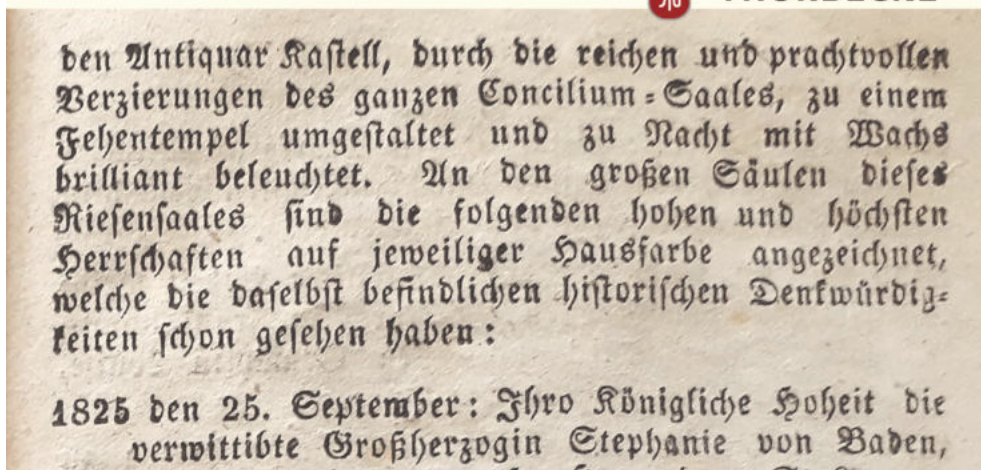 den Antiquar Kastell, durch die reichen und prachtvollen
Verzierungen des ganzen Concilium-Saales, zu einem
Fehentempel umgestaltet und zu Nacht mit Wachs
brilliant beleuchtet. An den großen Säulen dieses
Riesensaales sind die folgenden hohen und höchsten
Herrschaften auf jeweiliger Hausfarbe angezeichnet,
welche die daselbst befindlichen historischen Denkwürdig-
keiten schon gesehen haben:
1825 den 25. September: Ihro Königliche Hoheit die
verwittibte Großherzogin Stephanie von Baden,